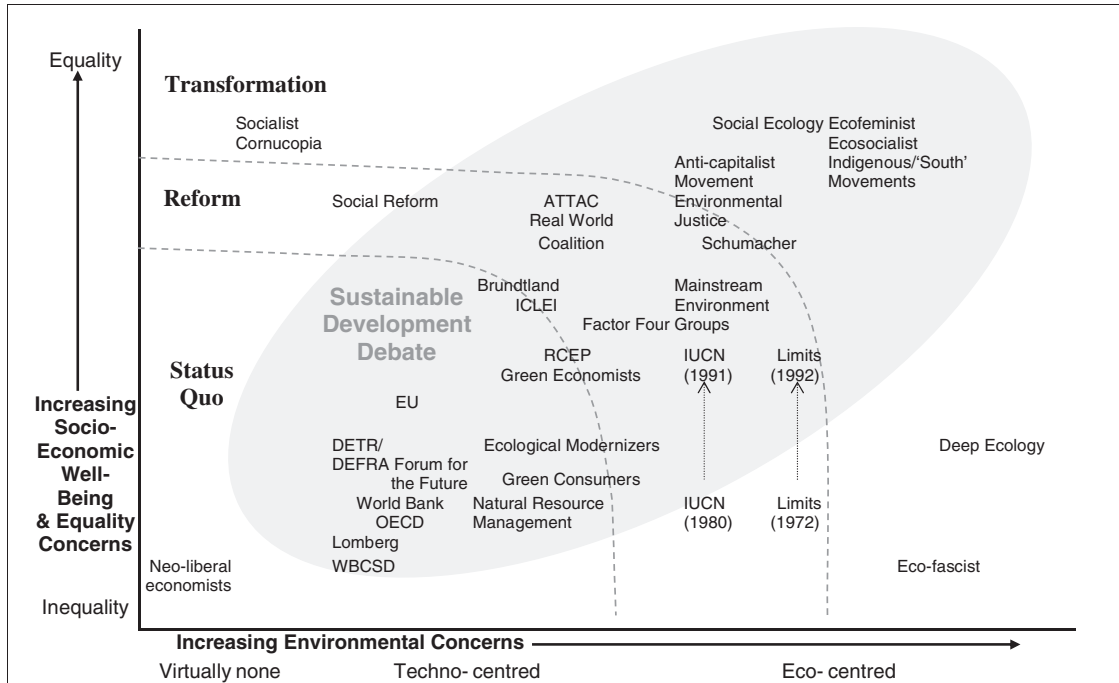 Equality
Transformation
Socialist
Cornucopia
Social Ecology
Ecofeminist
Ecosocialist
Indigenous/‘South’
Movements
Anti-capitalist
Movement
Environmental
Justice
Reform
Social Reform
ATTAC
Real World
Coalition
Schumacher
Sustainable
Development
Debate
Brundtland
ICLEI
Mainstream
Environment
Factor Four Groups
Status
Quo
RCEP
Green Economists
IUCN
(1991)
Limits
(1992)
EU
Increasing
Socio-
Economic
Well-
Being
& Equality
Concerns
DETR/
DEFRA Forum for
the Future
Ecological Modernizers
Deep Ecology
Green Consumers
World Bank
OECD
Natural Resource
Management
IUCN
(1980)
Limits
(1972)
Lomberg
WBCSD
Neo-liberal
economists
Eco-fascist
Inequality
Increasing Environmental Concerns
Virtually none
Techno- centred
Eco- centred